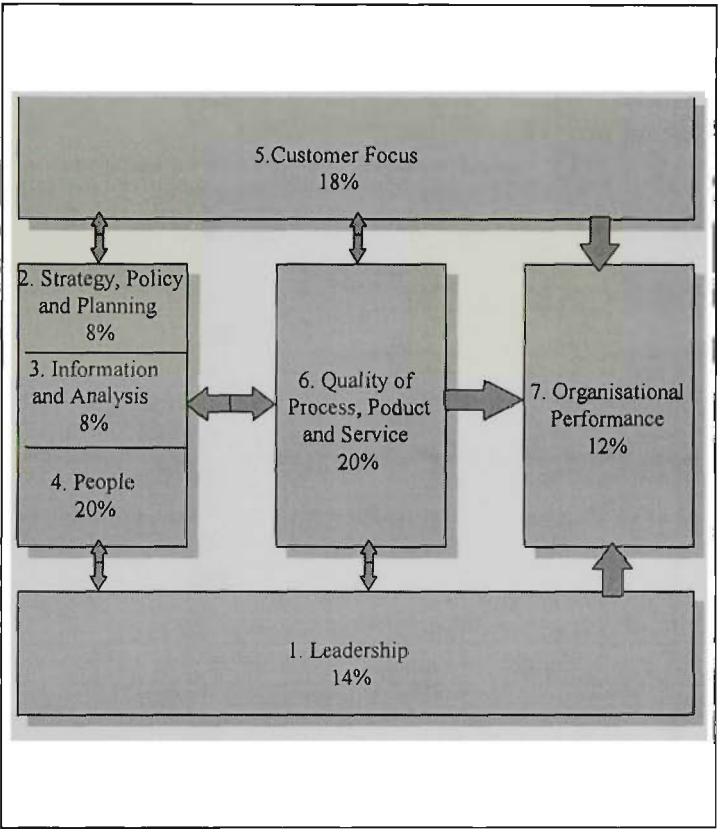 5.Customer Focus
18%
2. Strategy, Policy
and Planning
8%
3. Information
and Analysis
8%
4. People
20%
6. Quality of
Process, Poduct
and Service
20%
7. Organisational
Performance
12%
1. Leadership
14%